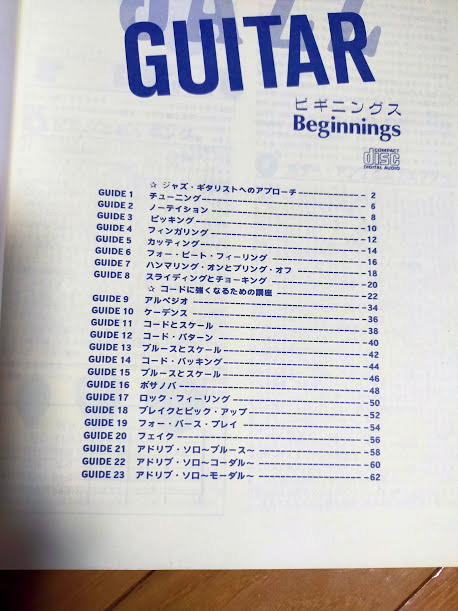 JAZZ
GUITAR
ビギニングス
Beginnings
COMPACT
disc
DIGITAL AUDIO
☆ ジャズ・ギタリストへのアプローチ ---------- 2
GUIDE 1 チューニング ---------- 6
GUIDE 2 ノーテイション ---------- 8
GUIDE 3 ピッキング ---------- 10
GUIDE 4 フィンガリング ---------- 12
GUIDE 5 カッティング ---------- 14
GUIDE 6 フォー・ビート・フィーリング ---------- 16
GUIDE 7 ハンマリング・オンとプリング・オフ ---------- 18
GUIDE 8 スライディングとチョーキング ---------- 20
☆ コードに強くなるための講座 ---------- 22
GUIDE 9 アルペジオ ---------- 34
GUIDE 10 ケーデンス ---------- 36
GUIDE 11 コードとスケール ---------- 38
GUIDE 12 コード・パターン ---------- 40
GUIDE 13 ブルースとスケール ---------- 42
GUIDE 14 コード・バッキング ---------- 44
GUIDE 15 ブルースとスケール ---------- 46
GUIDE 16 ボサノバ ---------- 48
GUIDE 17 ロック・フィーリング ---------- 50
GUIDE 18 ブレイクとピック・アップ ---------- 52
GUIDE 19 フォー・バース・プレイ ---------- 54
GUIDE 20 フェイク ---------- 56
GUIDE 21 アドリブ・ソロ～ブルース～ ---------- 58
GUIDE 22 アドリブ・ソロ～コーダル～ ---------- 60
GUIDE 23 アドリブ・ソロ～モーダル～ ---------- 62